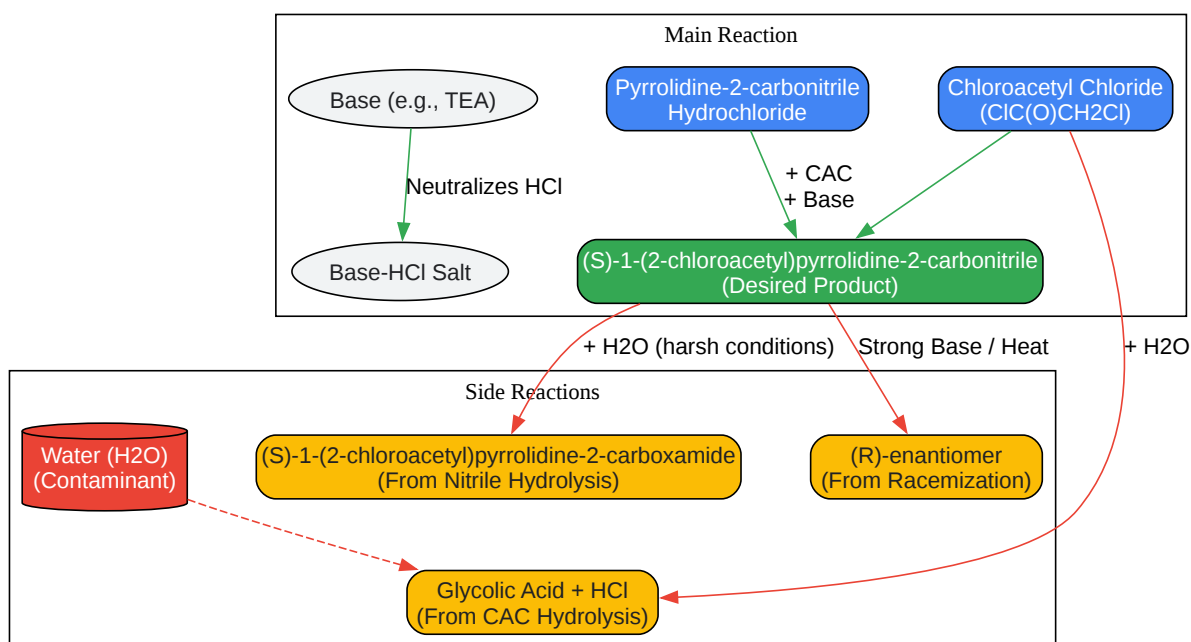 Main Reaction
Base (e.g., TEA)
Pyrrolidine-2-carbonitrile
Hydrochloride
Chloroacetyl Chloride
(ClC(O)CH2Cl)
Neutralizes HCl
+ CAC
+ Base
Base-HCl Salt
(S)-1-(2-chloroacetyl)pyrrolidine-2-carbonitrile
(Desired Product)
+ H2O (harsh conditions)
Strong Base / Heat
+ H2O
Side Reactions
Water (H2O)
(Contaminant)
(S)-1-(2-chloroacetyl)pyrrolidine-2-carboxamide
(From Nitrile Hydrolysis)
(R)-enantiomer
(From Racemization)
Glycolic Acid + HCl
(From CAC Hydrolysis)